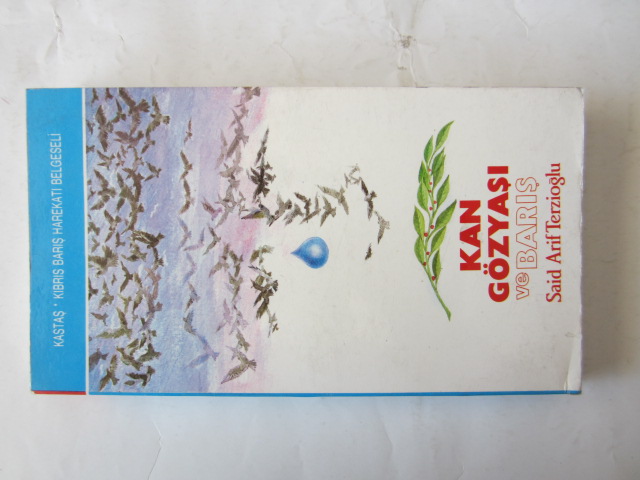 KAN
GÖZYAŞI
ve BARIŞ
Said Arif Terzioğlu
KASTAŞ * KIBRIS BARIŞ HAREKATI BELGESELİ